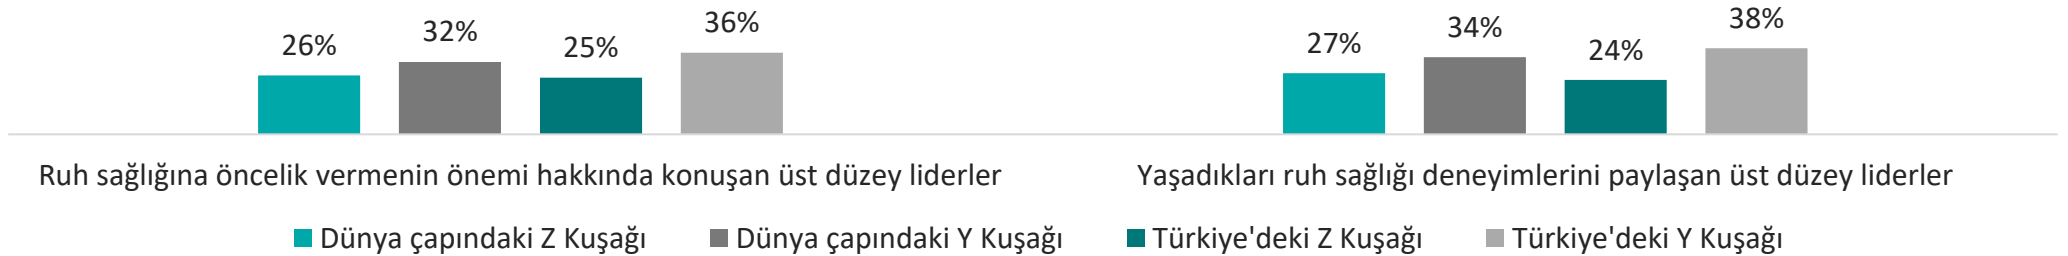 26% 32% 25% 36%
27% 34% 24% 38%
Ruh sağlığına öncelik vermenin önemi hakkında konuşan üst düzey liderler
Yaşadıkları ruh sağlığı deneyimlerini paylaşan üst düzey liderler
Dünya çapındaki Z Kuşağı Dünya çapındaki Y Kuşağı Türkiye'deki Z Kuşağı Türkiye'deki Y Kuşağı